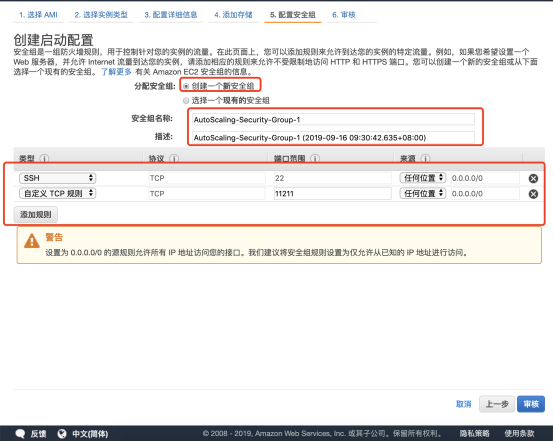 1. 选择 AMI 2. 选择实例类型 3. 配置详细信息 4. 添加存储 5. 配置安全组 6. 审核
创建启动配置
安全组是一组防火墙规则，用于控制针对您的实例的流量。在此页面上，您可以添加规则来允许到达您的实例的特定流量。例如，如果您希望设置一个
Web 服务器，并允许 Internet 流量到达您的实例，请添加相应的规则来允许不受限制地访问 HTTP 和 HTTPS 端口。您可以创建一个新的安全组或从下面
选择一个现有的安全组。了解更多 有关 Amazon EC2 安全组的信息。
分配安全组: 创建一个新安全组
选择一个现有的安全组
安全组名称: AutoScaling-Security-Group-1
描述: AutoScaling-Security-Group-1 (2019-09-16 09:30:42.635+08:00)
类型 协议 端口范围 来源
SSH TCP 22 任何位置 0.0.0.0/0
自定义 TCP 规则 TCP 11211 任何位置 0.0.0.0/0
添加规则
警告
设置为 0.0.0.0/0 的源规则允许所有 IP 地址访问您的接口。我们建议将安全组规则设置为仅允许从已知的 IP 地址进行访问。
取消 上一步 审核
反馈 中文(简体) © 2008 - 2019, Amazon Web Services, Inc. 或其子公司。保留所有权利。 隐私策略 使用条款